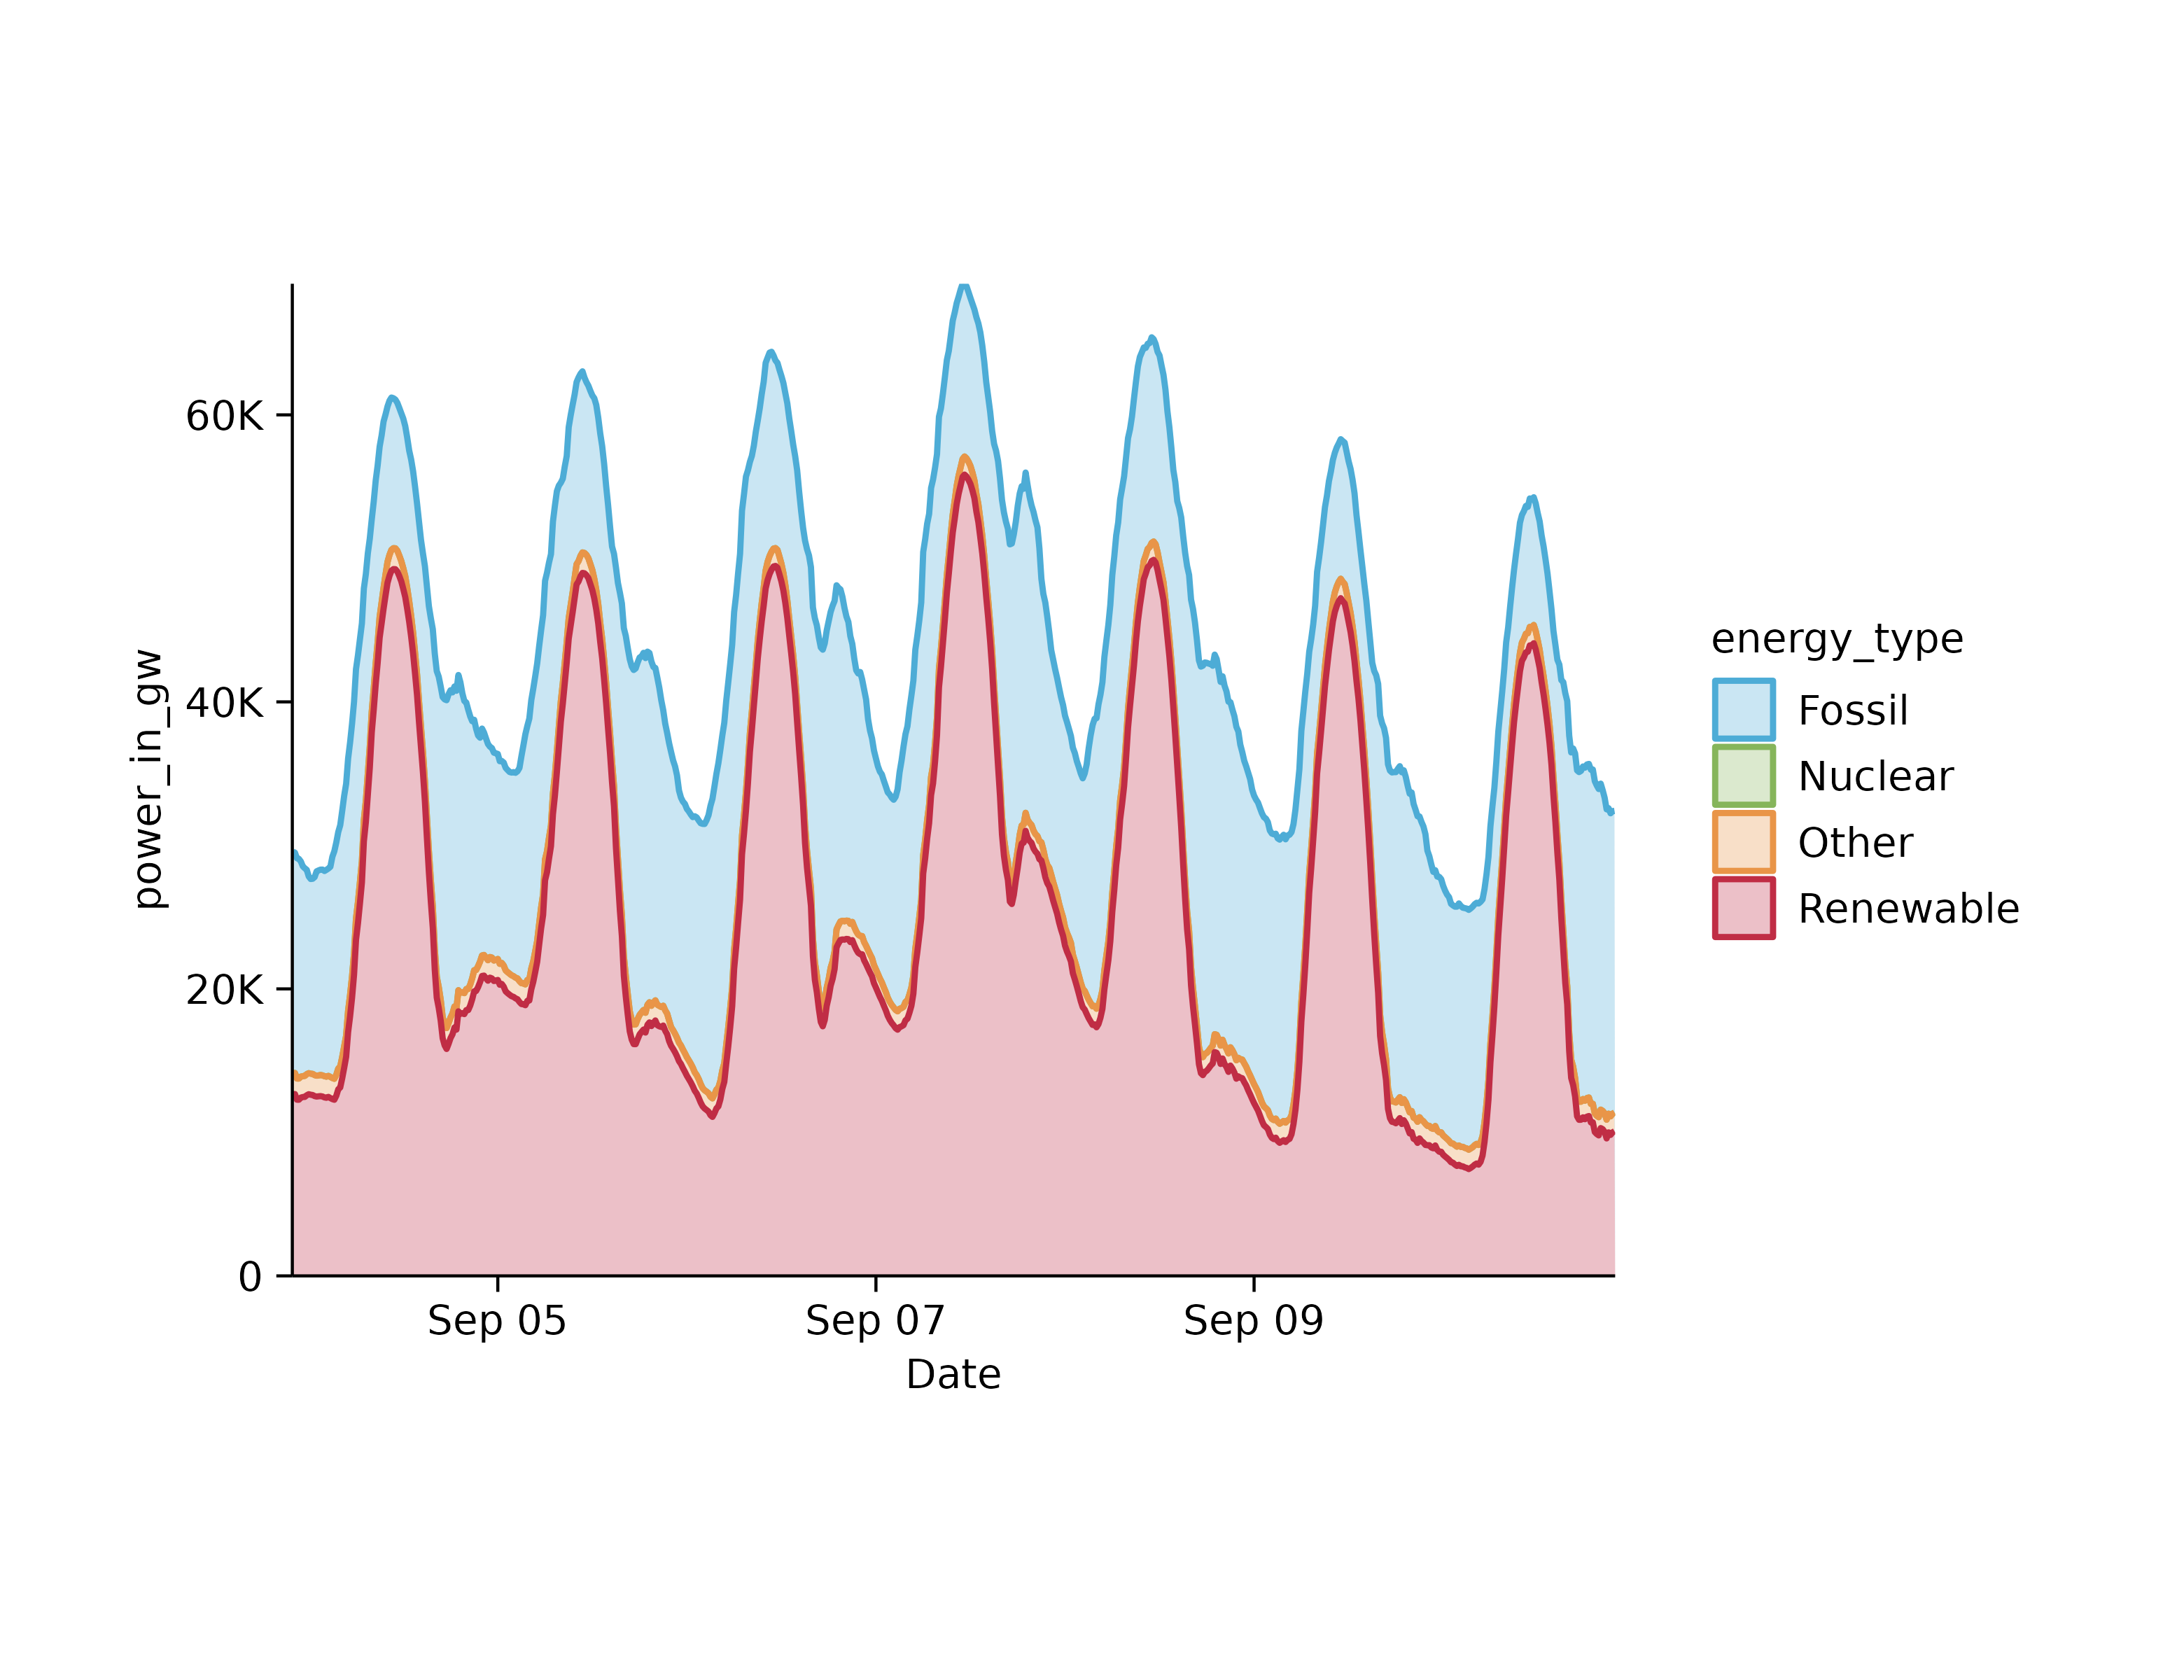 60K
40K
20K
0
power_in_gw
Sep 05
Sep 07
Sep 09
Date
energy_type
Fossil
Nuclear
Other
Renewable